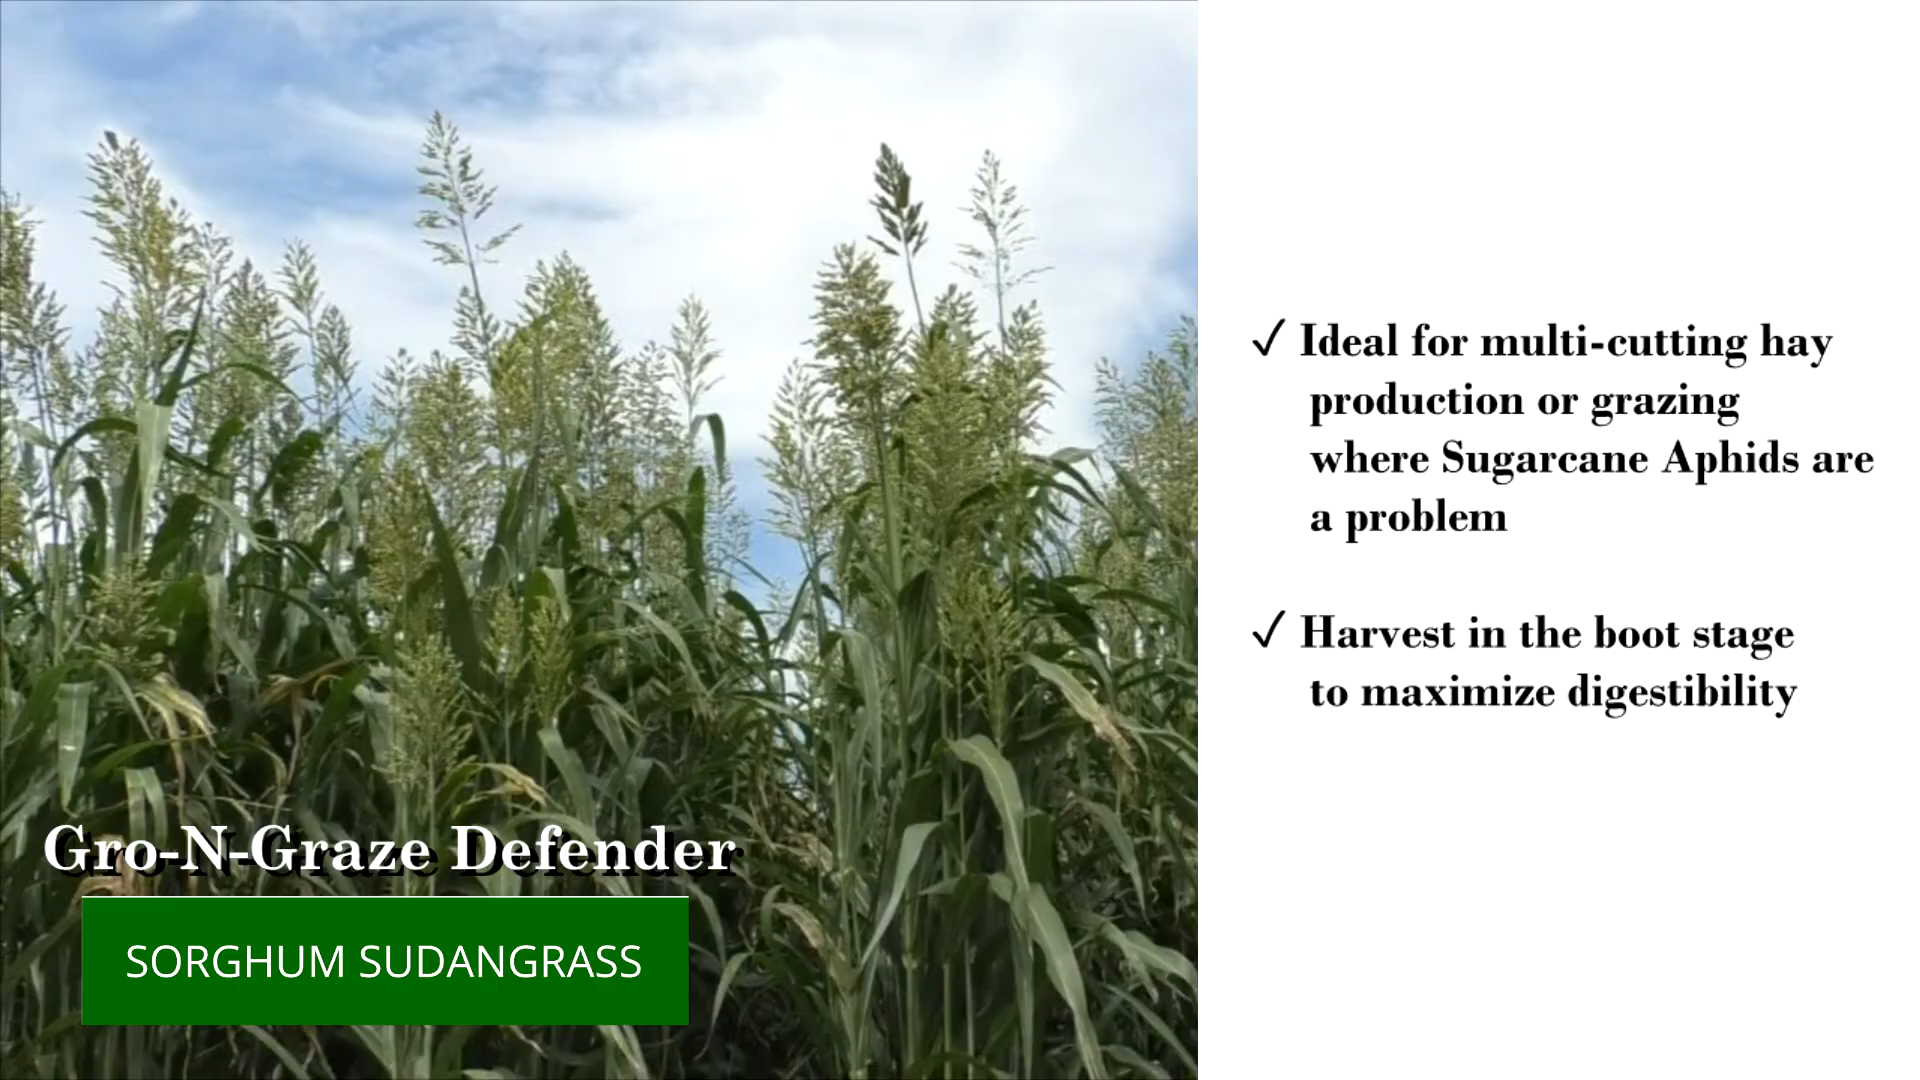 Gro-N-Graze Defender
SORGHUM SUDANGRASS
✓ Ideal for multi-cutting hay
production or grazing
where Sugarcane Aphids are
a problem
✓ Harvest in the boot stage
to maximize digestibility